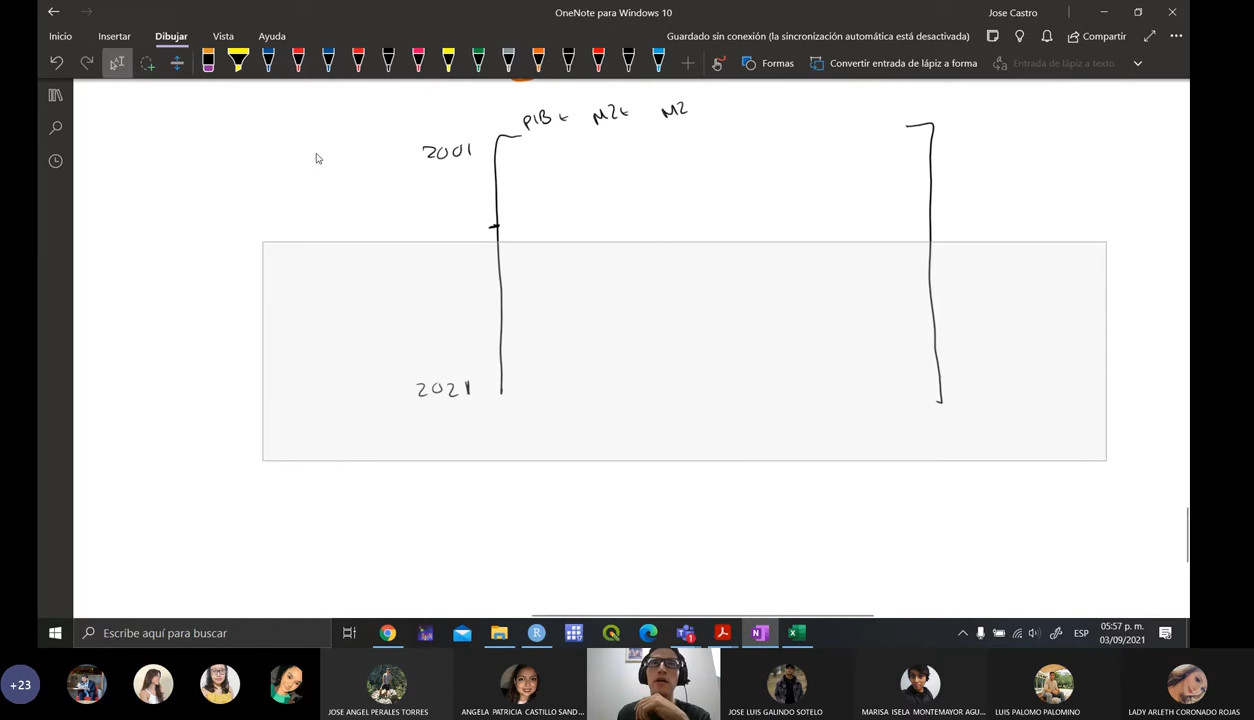 OneNote para Windows 10
Jose Castro
Inicio Insertar Dibujar Vista Ayuda
Guardado sin conexión (la sincronización automática está desactivada)
Compartir
Formas
Convertir entrada de lápiz a forma
Entrada de lápiz a texto
PIB t M2t M2
2001
2021
Escribe aquí para buscar
ESP
05:57 p. m.
03/09/2021
+23
JOSE ANGEL PERALES TORRES
ANGELA PATRICIA CASTILLO SAND...
JOSE LUIS GALINDO SOTELO
MARISA ISELA MONTEMAYOR AGU...
LUIS PALOMO PALOMINO
LADY ARLETH CORONADO ROJAS